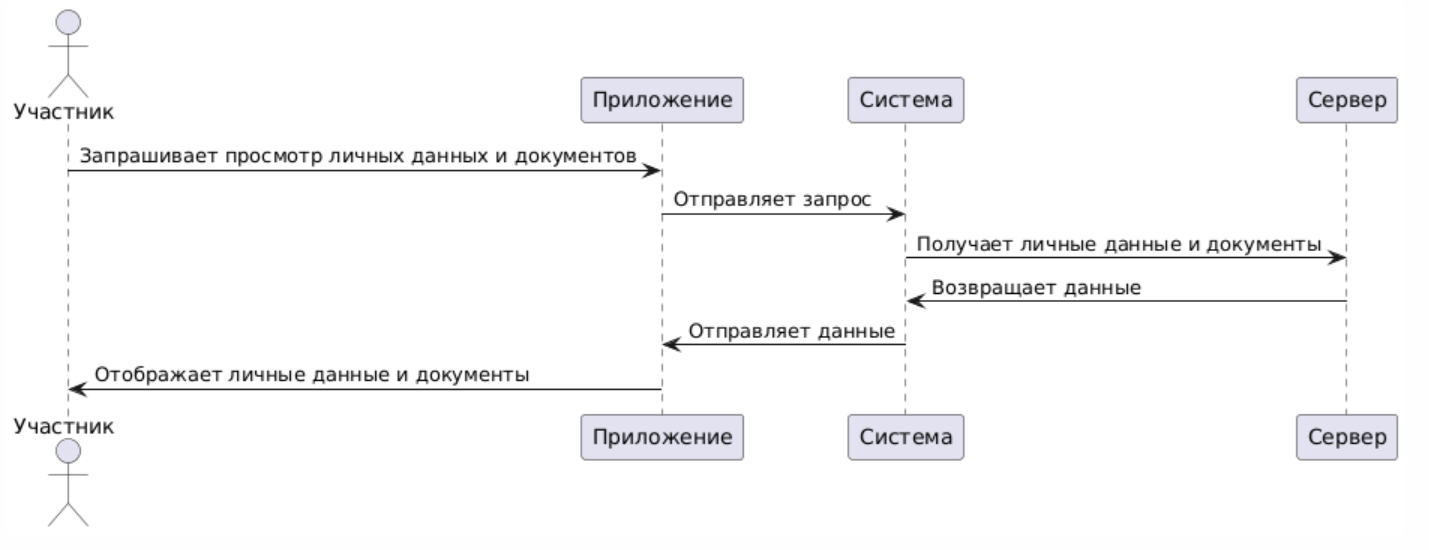 Участник
Приложение
Система
Сервер
Запрашивает просмотр личных данных и документов
Отправляет запрос
Получает личные данные и документы
Возвращает данные
Отправляет данные
Отображает личные данные и документы
Участник
Приложение
Система
Сервер